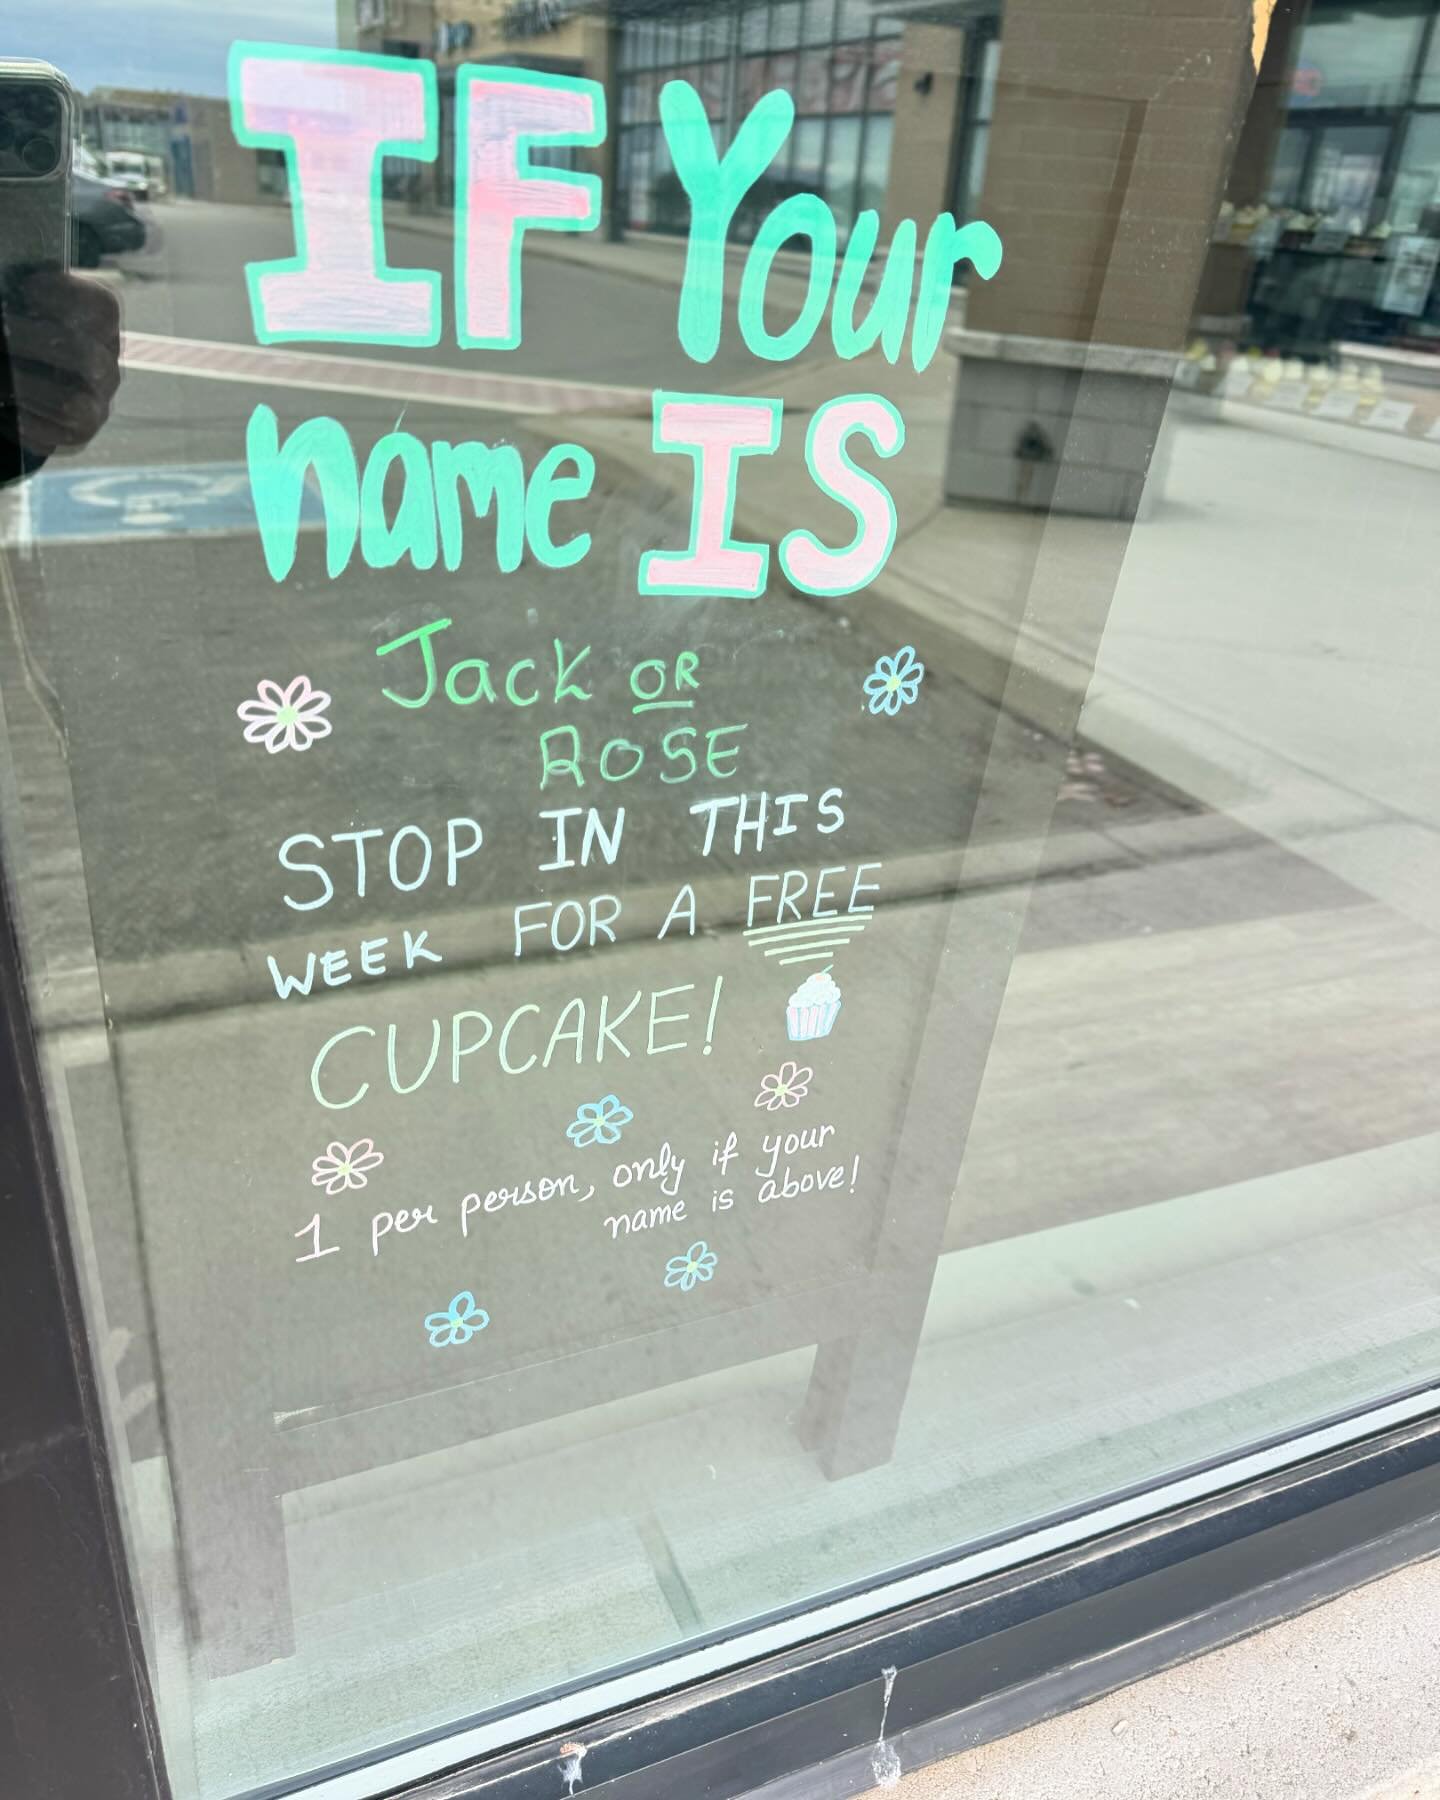 IF Your
name IS
Jack OR
ROSE
STOP IN THIS
WEEK FOR A FREE
CUPCAKE!
1 per person, only if your
name is above!